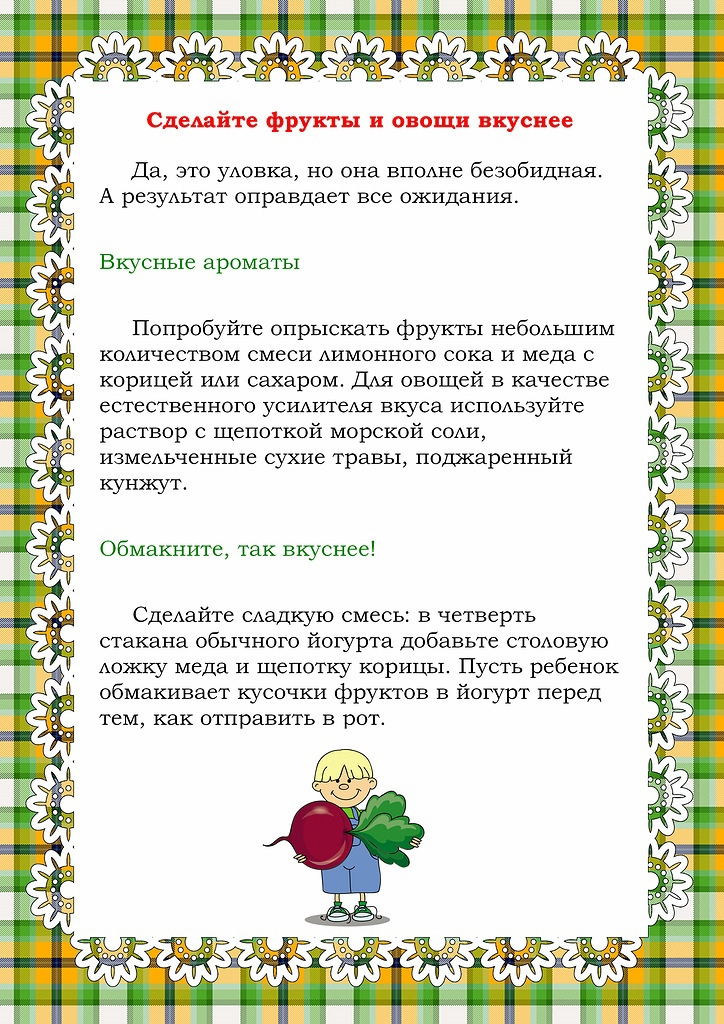 Сделайте фрукты и овощи вкуснее
Да, это уловка, но она вполне безобидная.
А результат оправдает все ожидания.
Вкусные ароматы
Попробуйте опрыскать фрукты небольшим
количеством смеси лимонного сока и меда с
корицей или сахаром. Для овощей в качестве
естественного усилителя вкуса используйте
раствор с щепоткой морской соли,
измельченные сухие травы, поджаренный
кунжут.
Обмакните, так вкуснее!
Сделайте сладкую смесь: в четверть
стакана обычного йогурта добавьте столовую
ложку меда и щепотку корицы. Пусть ребенок
обмакивает кусочки фруктов в йогурт перед
тем, как отправить в рот.